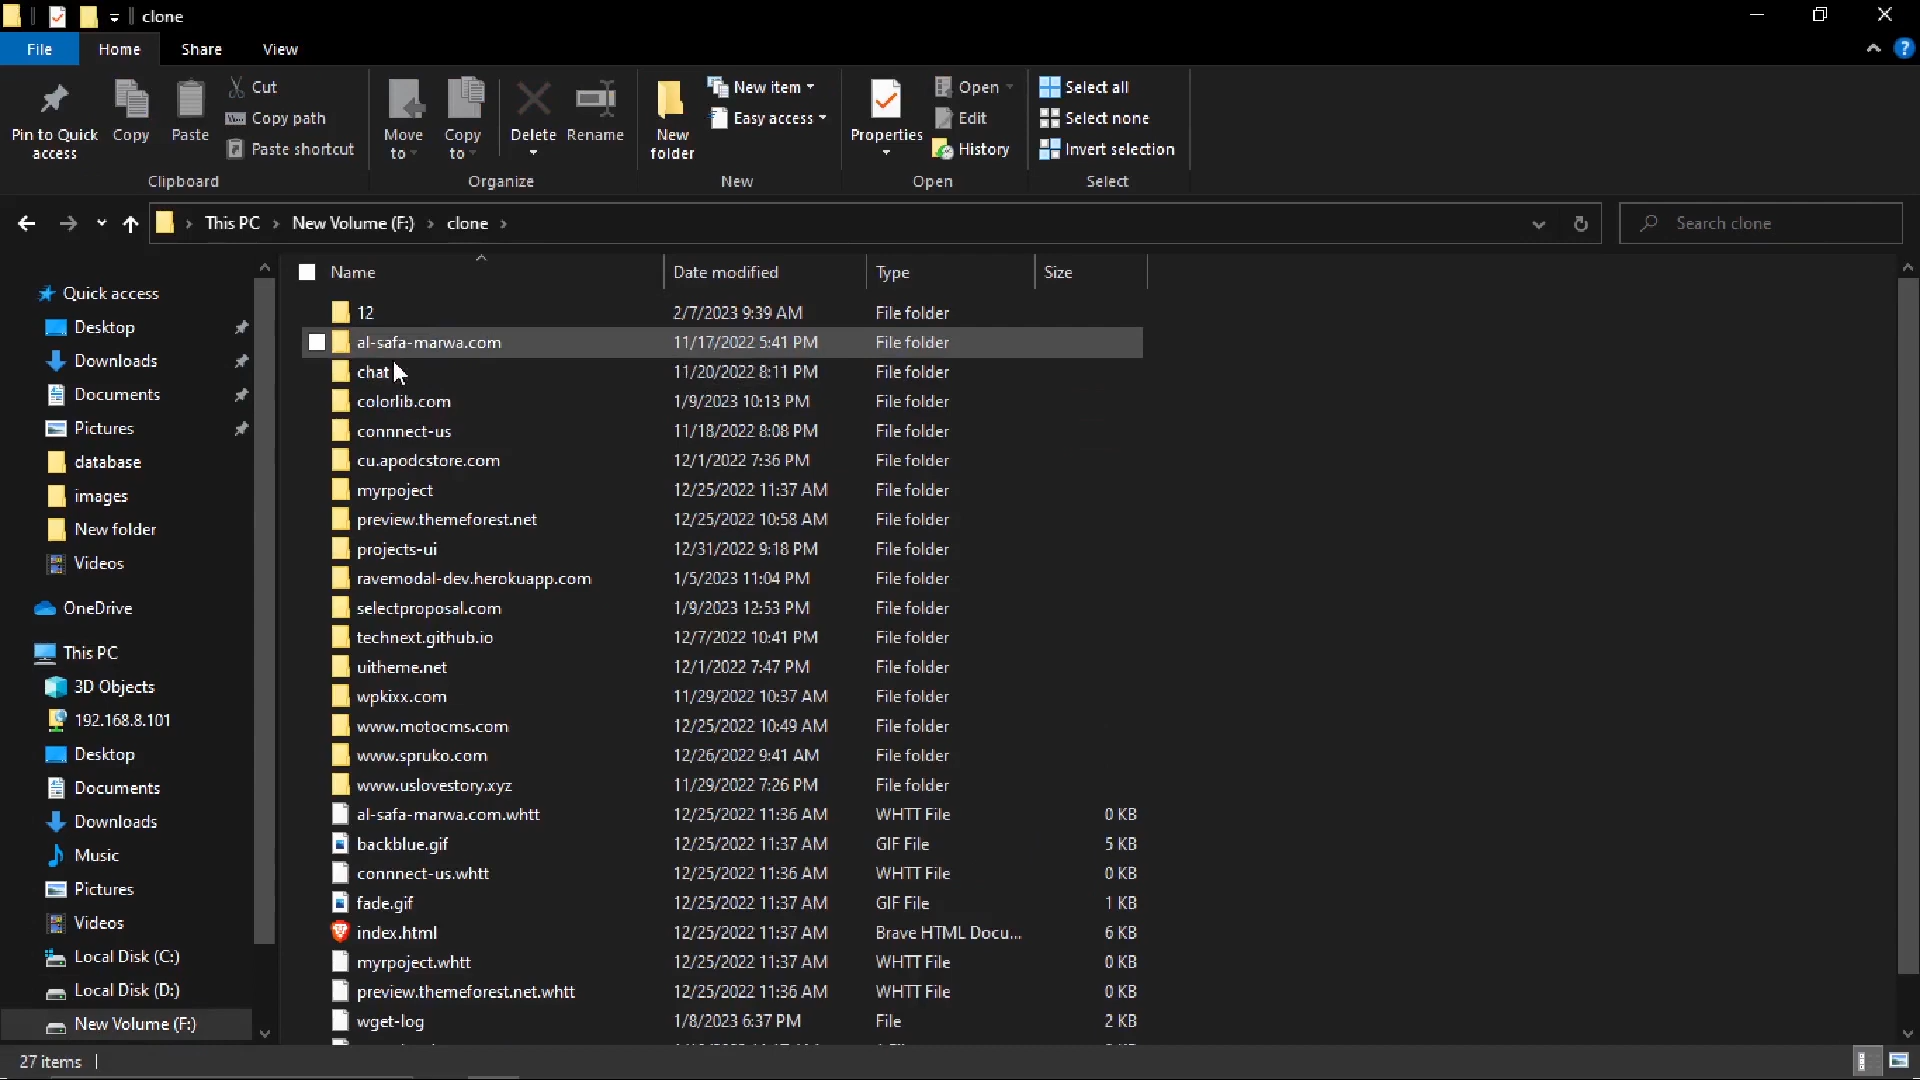 clone
File Home Share View
Pin to Quick access
Copy
Paste
Cut
Copy path
Paste shortcut
Clipboard
Move to
Copy to
Delete
Rename
Organize
New folder
New item
Easy access
New
Properties
Open
Edit
History
Open
Select all
Select none
Invert selection
Select
This PC New Volume (F:) clone
Search clone
Quick access
Desktop
Downloads
Documents
Pictures
database
images
New folder
Videos
OneDrive
This PC
3D Objects
192.168.8.101
Desktop
Documents
Downloads
Music
Pictures
Videos
Local Disk (C:)
Local Disk (D:)
New Volume (F:)
Name Date modified Type Size
12 2/7/2023 9:39 AM File folder
al-safa-marwa.com 11/17/2022 5:41 PM File folder
chat 11/20/2022 8:11 PM File folder
colorlib.com 1/9/2023 10:13 PM File folder
connnect-us 11/18/2022 8:08 PM File folder
cu.apodcstore.com 12/1/2022 7:36 PM File folder
myrpoject 12/25/2022 11:37 AM File folder
preview.themeforest.net 12/25/2022 10:58 AM File folder
projects-ui 12/31/2022 9:18 PM File folder
ravemodal-dev.herokuapp.com 1/5/2023 11:04 PM File folder
selectproposal.com 1/9/2023 12:53 PM File folder
technext.github.io 12/7/2022 10:41 PM File folder
uitheme.net 12/1/2022 7:47 PM File folder
wpkixx.com 11/29/2022 10:37 AM File folder
www.motocms.com 12/25/2022 10:49 AM File folder
www.spruko.com 12/26/2022 9:41 AM File folder
www.uslovestory.xyz 11/29/2022 7:26 PM File folder
al-safa-marwa.com.whtt 12/25/2022 11:36 AM WHTT File 0 KB
backblue.gif 12/25/2022 11:37 AM GIF File 5 KB
connnect-us.whtt 12/25/2022 11:36 AM WHTT File 0 KB
fade.gif 12/25/2022 11:37 AM GIF File 1 KB
index.html 12/25/2022 11:37 AM Brave HTML Docu... 6 KB
myrpoject.whtt 12/25/2022 11:37 AM WHTT File 0 KB
preview.themeforest.net.whtt 12/25/2022 11:36 AM WHTT File 0 KB
wget-log 1/8/2023 6:37 PM File 2 KB
27 items